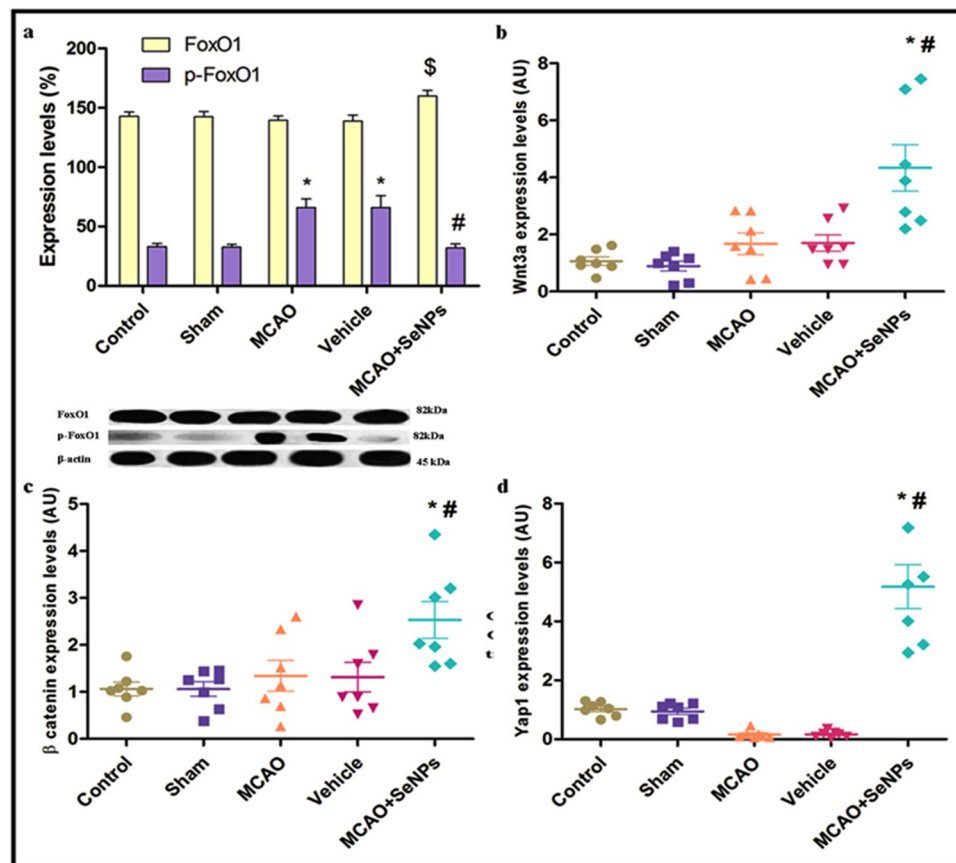 a
FoxO1
p-FoxO1
Expression levels (%)
200
150
100
50
0
* * $ #
Control
Sham
MCAO
Vehicle
MCAO+SeNPs
b
Wnt3a expression levels (AU)
8
6
4
2
0
* #
Control
Sham
MCAO
Vehicle
MCAO+SeNPs
FoxO1 82kDa
p-FoxO1 82kDa
β-actin 45 kDa
c
β catenin expression levels (AU)
5
4
3
2
1
0
* #
Control
Sham
MCAO
Vehicle
MCAO+SeNPs
d
Yap1 expression levels (AU)
8
6
4
2
0
* #
Control
Sham
MCAO
Vehicle
MCAO+SeNPs